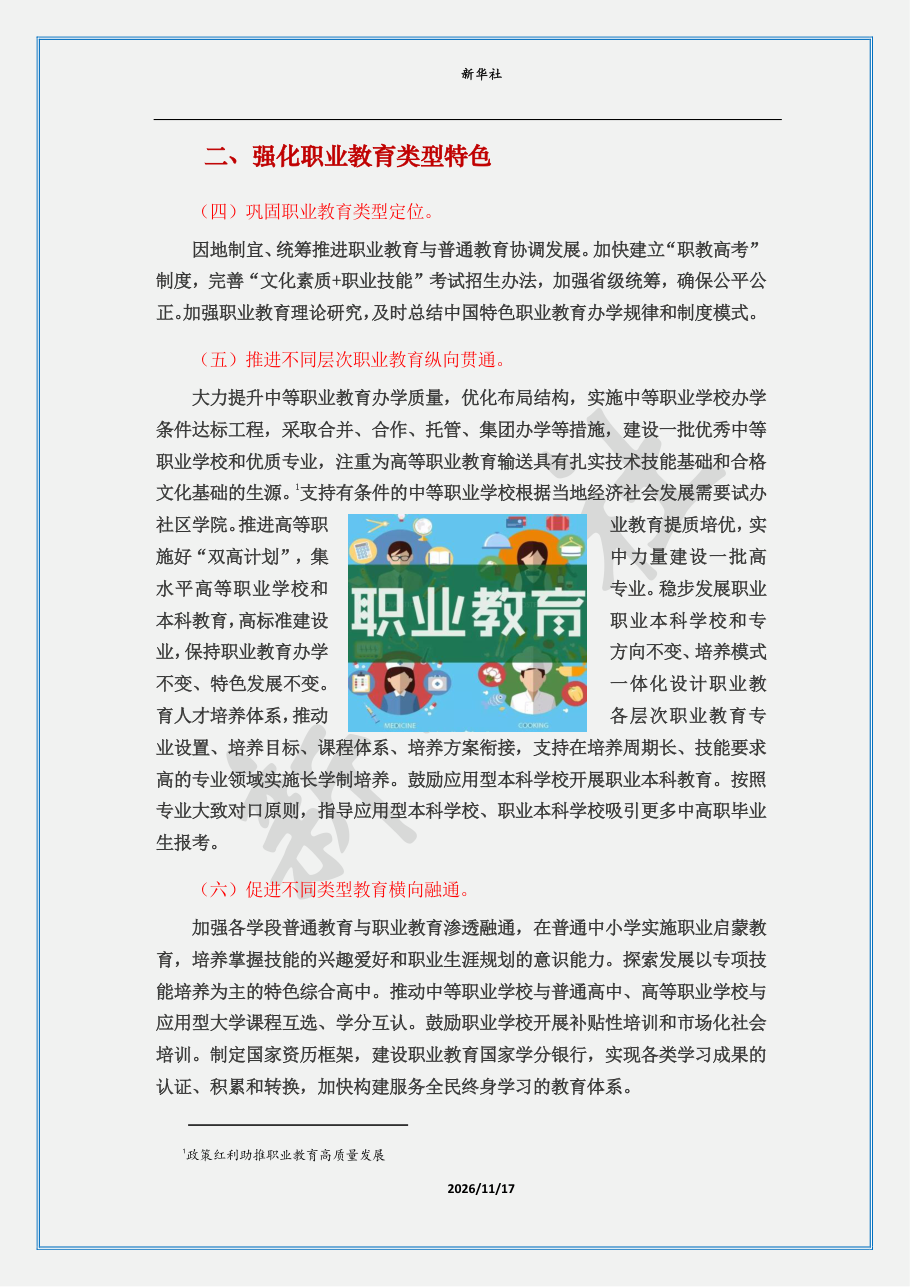 新华社
二、强化职业教育类型特色
（四）巩固职业教育类型定位。
因地制宜、统筹推进职业教育与普通教育协调发展。加快建立“职教高考”
制度，完善“文化素质+职业技能”考试招生办法，加强省级统筹，确保公平公
正。加强职业教育理论研究，及时总结中国特色职业教育办学规律和制度模式。
（五）推进不同层次职业教育纵向贯通。
大力提升中等职业教育办学质量，优化布局结构，实施中等职业学校办学
条件达标工程，采取合并、合作、托管、集团办学等措施，建设一批优秀中等
职业学校和优质专业，注重为高等职业教育输送具有扎实技术技能基础和合格
文化基础的生源。1支持有条件的中等职业学校根据当地经济社会发展需要试办
社区学院。推进高等职业教育提质培优，实
施好“双高计划”，集中力量建设一批高
水平高等职业学校和专业。稳步发展职业
本科教育，高标准建设职业本科学校和专
业，保持职业教育办学方向不变、培养模式
不变、特色发展不变。一体化设计职业教
育人才培养体系，推动各层次职业教育专
业设置、培养目标、课程体系、培养方案衔接，支持在培养周期长、技能要求
高的专业领域实施长学制培养。鼓励应用型本科学校开展职业本科教育。按照
专业大致对口原则，指导应用型本科学校、职业本科学校吸引更多中高职毕业
生报考。
职业教育
MEDICINE
COOKING
（六）促进不同类型教育横向融通。
加强各学段普通教育与职业教育渗透融通，在普通中小学实施职业启蒙教
育，培养掌握技能的兴趣爱好和职业生涯规划的意识能力。探索发展以专项技
能培养为主的特色综合高中。推动中等职业学校与普通高中、高等职业学校与
应用型大学课程互选、学分互认。鼓励职业学校开展补贴性培训和市场化社会
培训。制定国家资历框架，建设职业教育国家学分银行，实现各类学习成果的
认证、积累和转换，加快构建服务全民终身学习的教育体系。
1政策红利助推职业教育高质量发展
2026/11/17
新 社